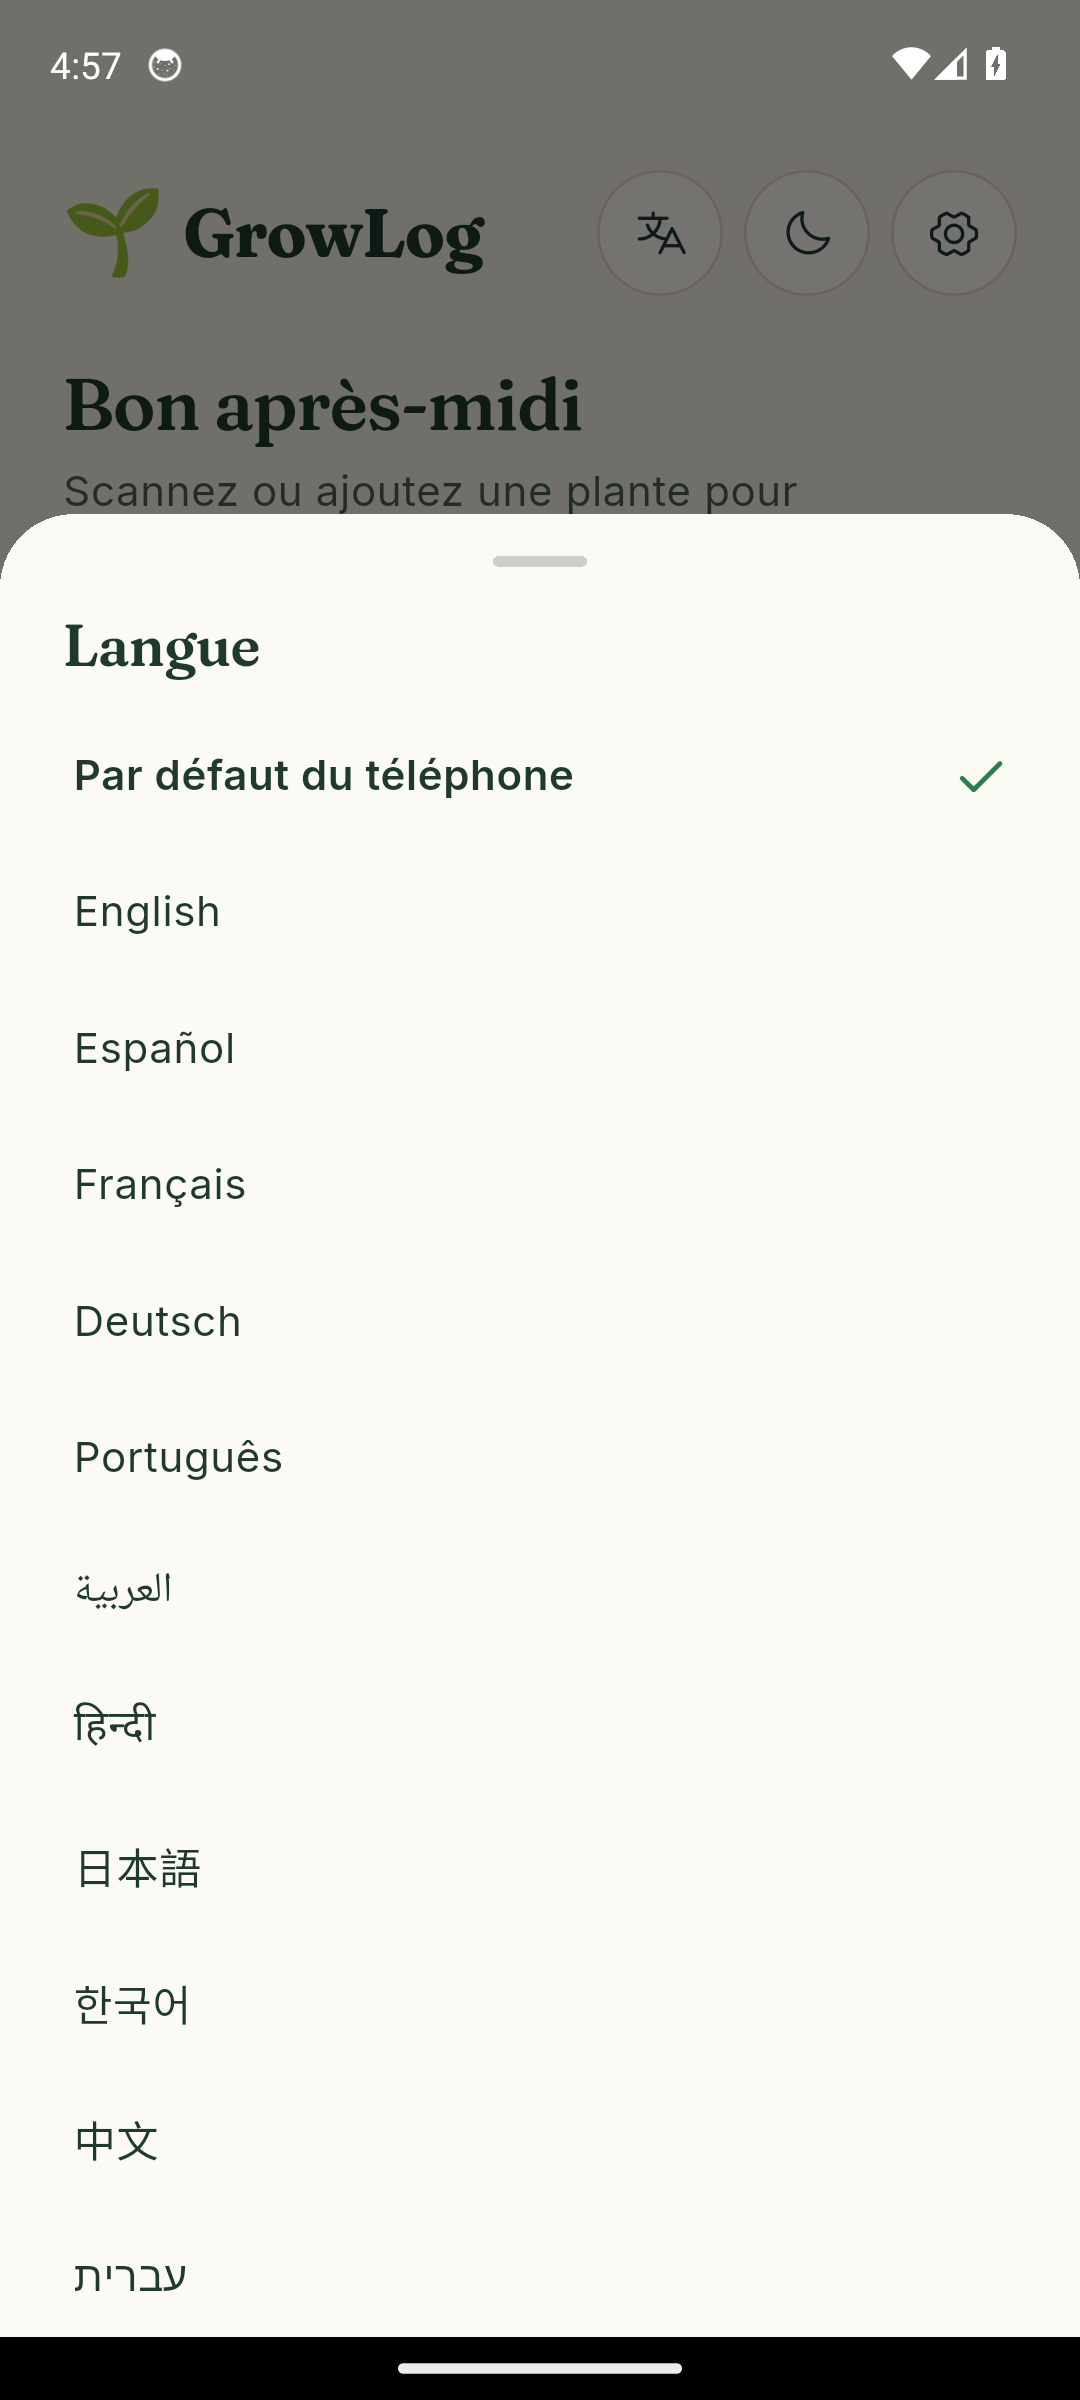 4:57
GrowLog
Bon après-midi
Scannez ou ajoutez une plante pour
Langue
Par défaut du téléphone
English
Español
Français
Deutsch
Português
العربية
हिन्दी
日本語
한국어
中文
עברית